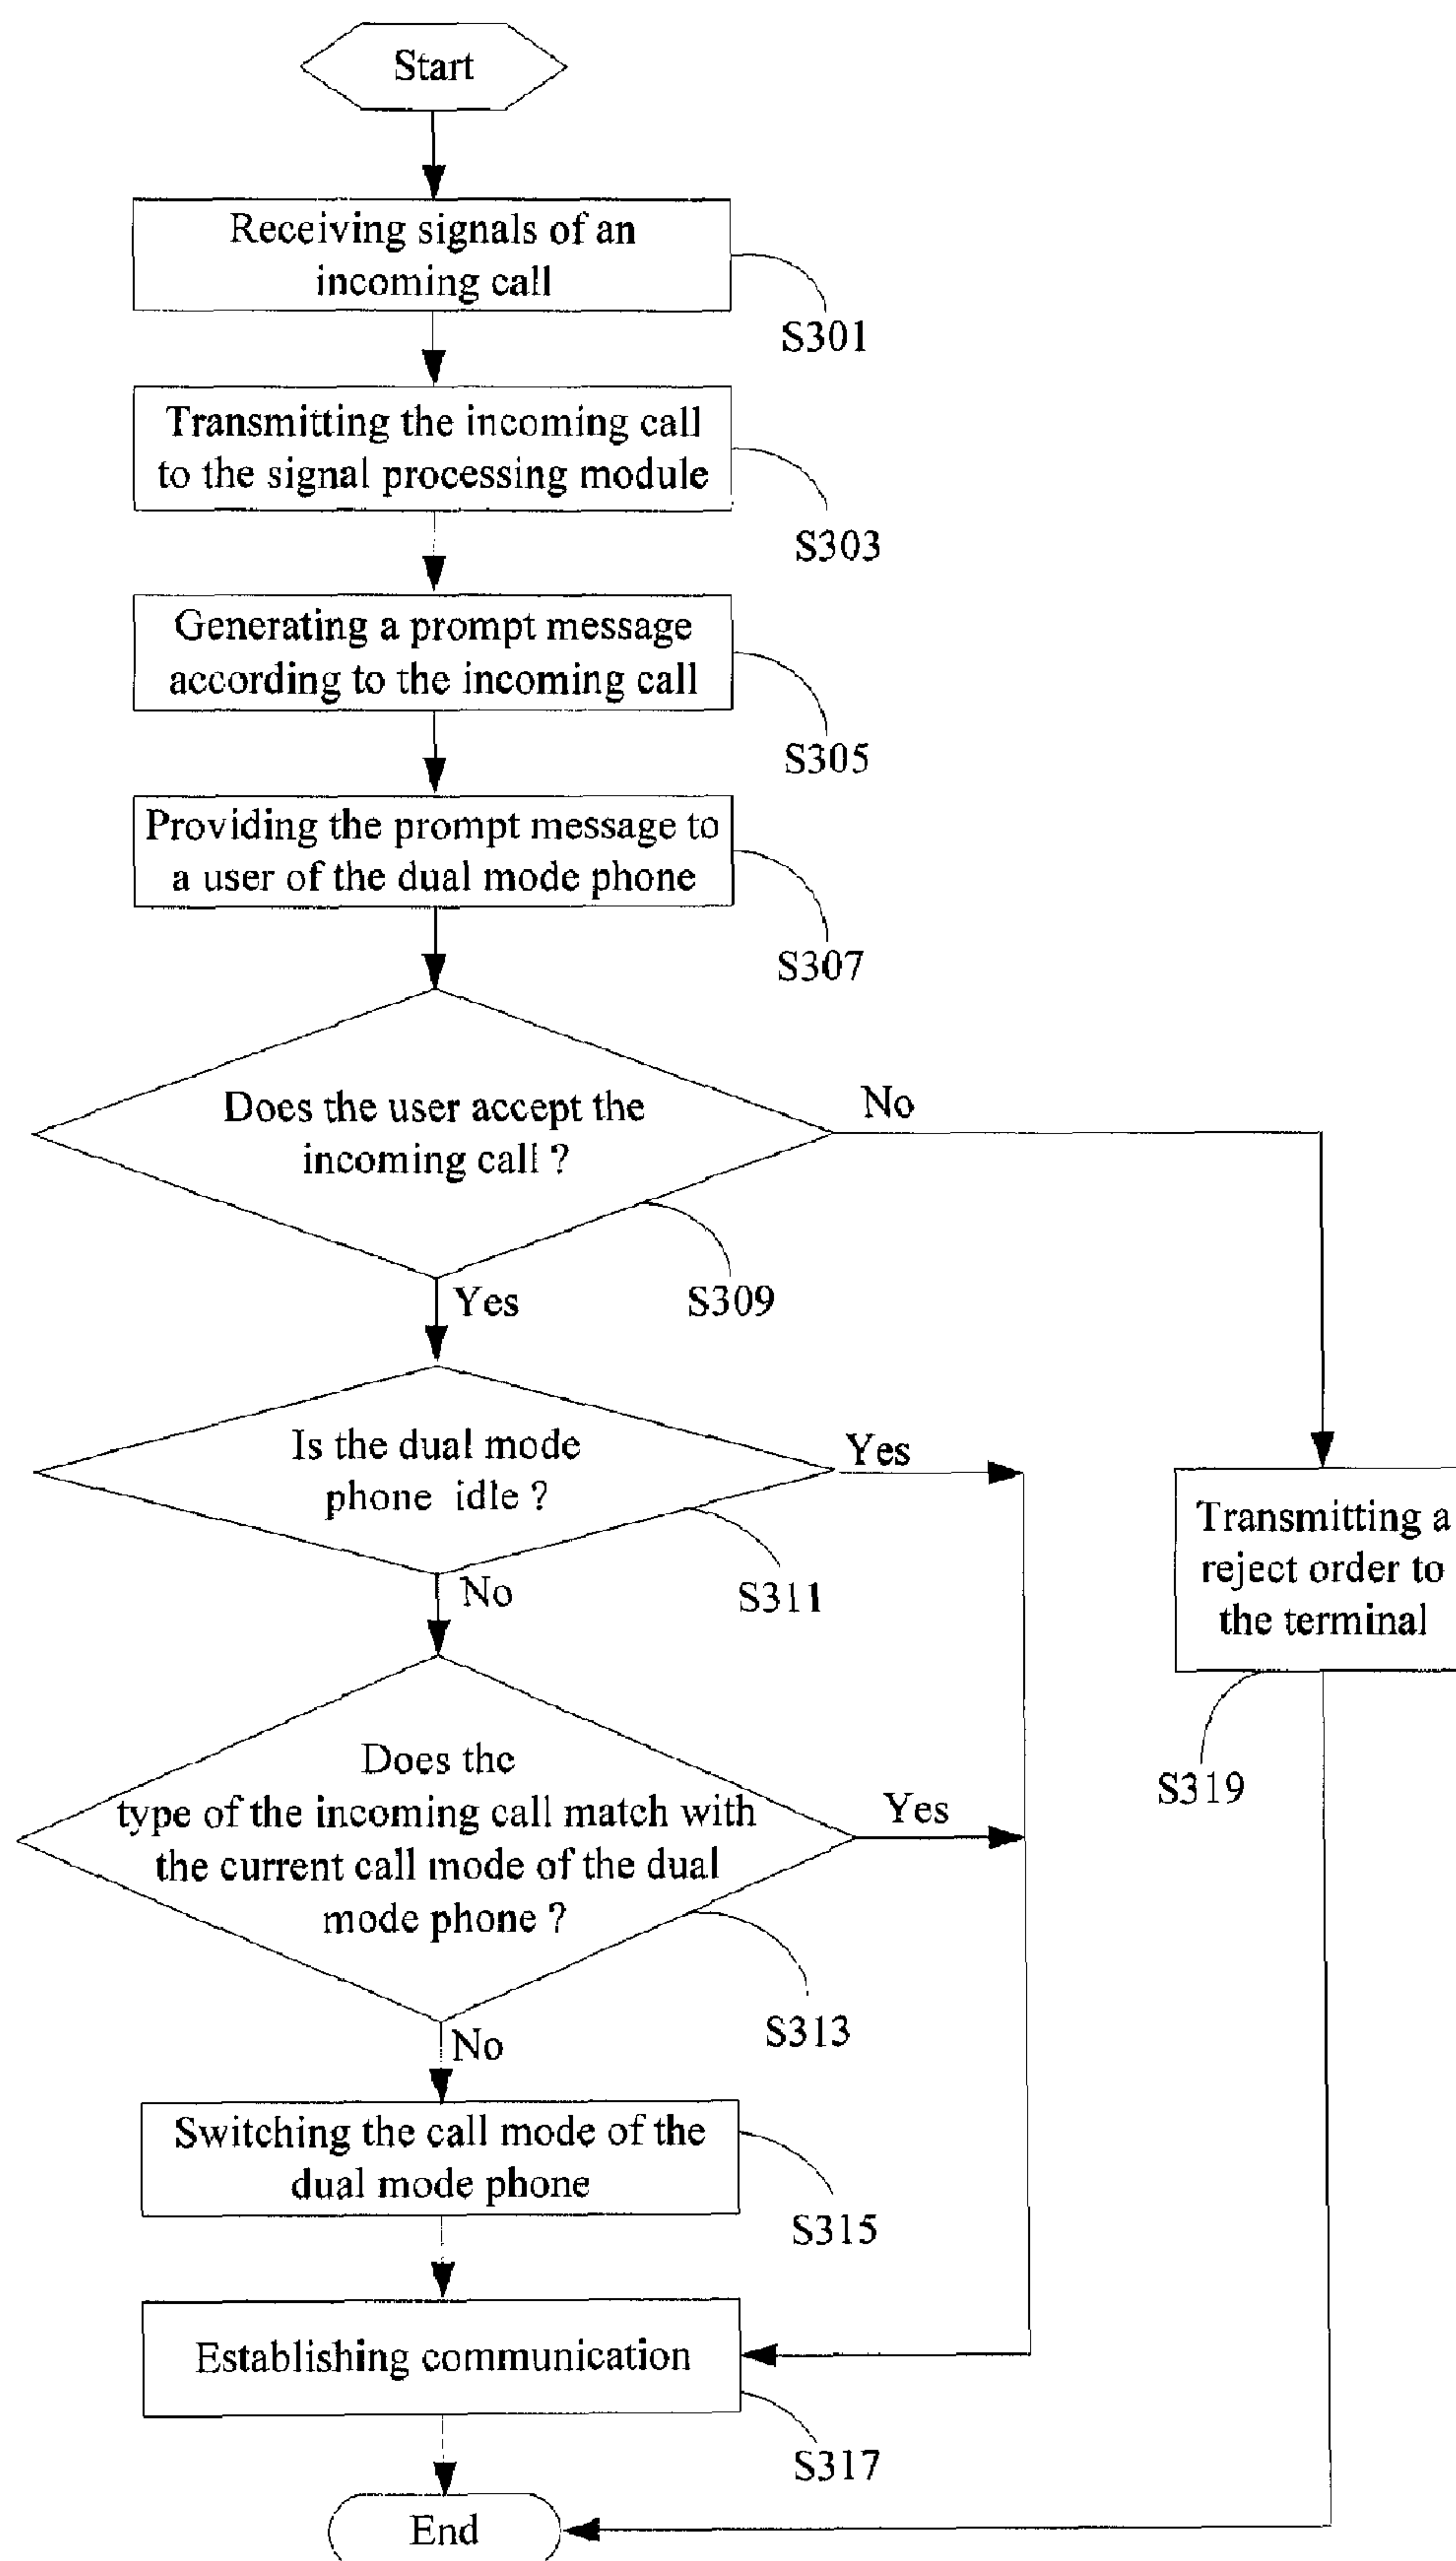 Start
Receiving signals of an
incoming call
S301
Transmitting the incoming call
to the signal processing module
S303
Generating a prompt message
according to the incoming call
S305
Providing the prompt message to
a user of the dual mode phone
S307
Does the user accept the
incoming call ?
No
S309
Yes
Is the dual mode
phone idle ?
Yes
S311
No
Transmitting a
reject order to
the terminal
S319
Does the
type of the incoming call match with
the current call mode of the dual
mode phone ?
Yes
S313
No
Switching the call mode of the
dual mode phone
S315
Establishing communication
S317
End